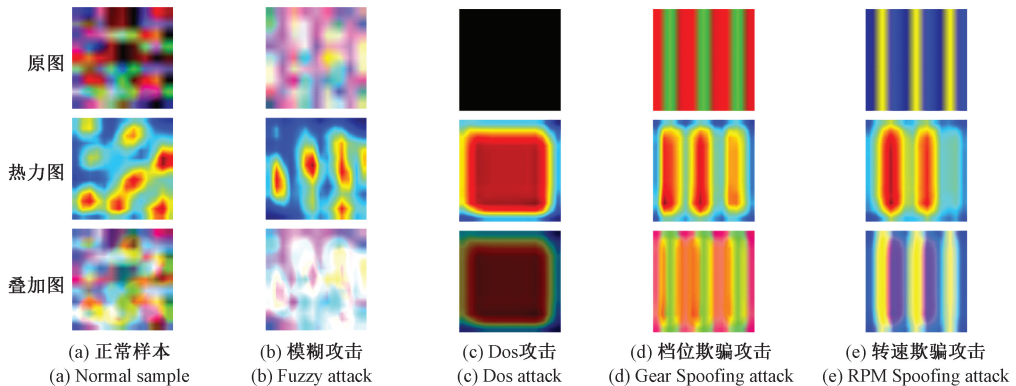 原图
热力图
叠加图
(a) 正常样本
(b) 模糊攻击
(c) Dos攻击
(d) 档位欺骗攻击
(e) 转速欺骗攻击
(a) Normal sample
(b) Fuzzy attack
(c) Dos attack
(d) Gear Spoofing attack
(e) RPM Spoofing attack